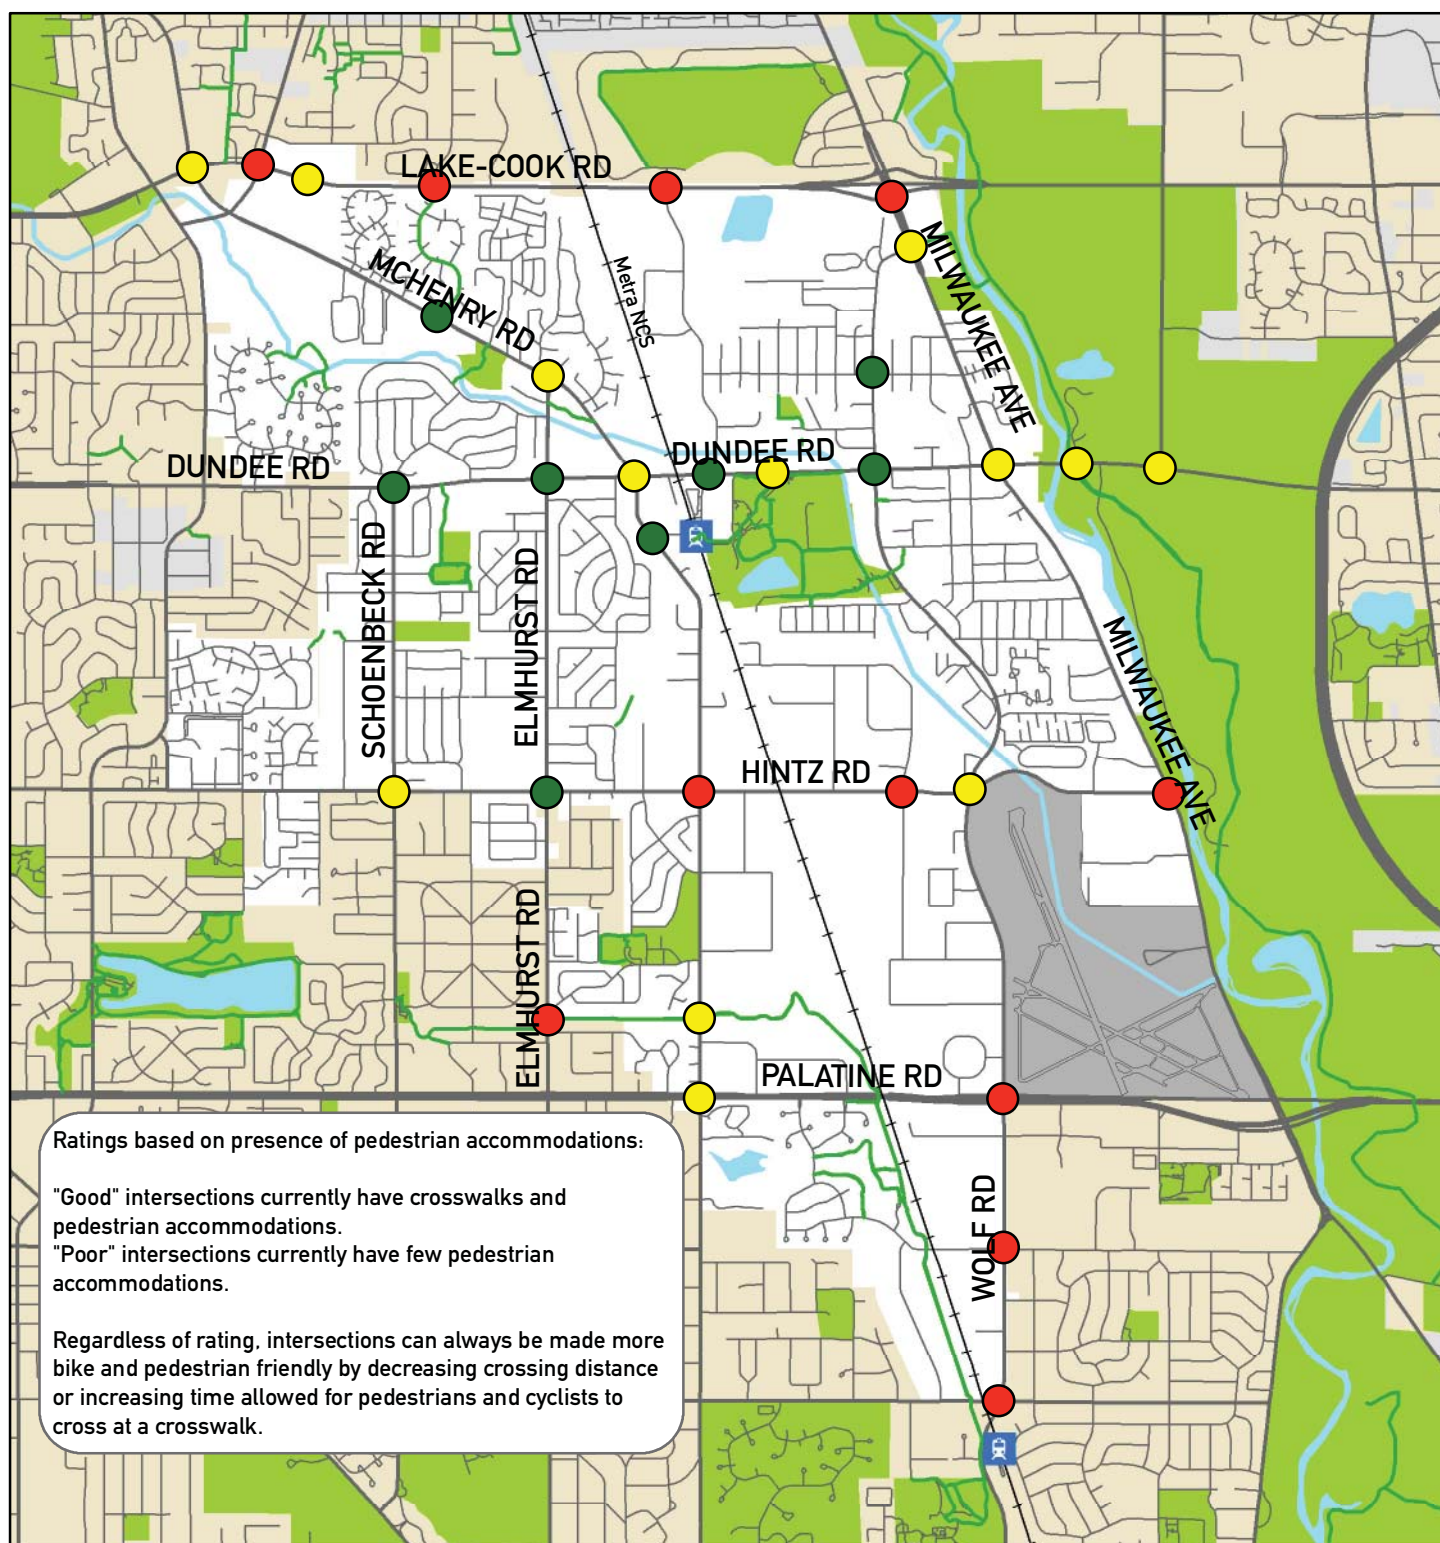 LAKE-COOK RD
MILWAUKEE AVE
MCHENRY RD
Metra NCS
DUNDEE RD
DUNDEE RD
SCHOENBECK RD
ELMHURST RD
MILWAUKEE AVE
HINTZ RD
ELMHURST RD
PALATINE RD
WOLF RD
Ratings based on presence of pedestrian accommodations:
"Good" intersections currently have crosswalks and
pedestrian accommodations.
"Poor" intersections currently have few pedestrian
accommodations.
Regardless of rating, intersections can always be made more
bike and pedestrian friendly by decreasing crossing distance
or increasing time allowed for pedestrians and cyclists to
cross at a crosswalk.